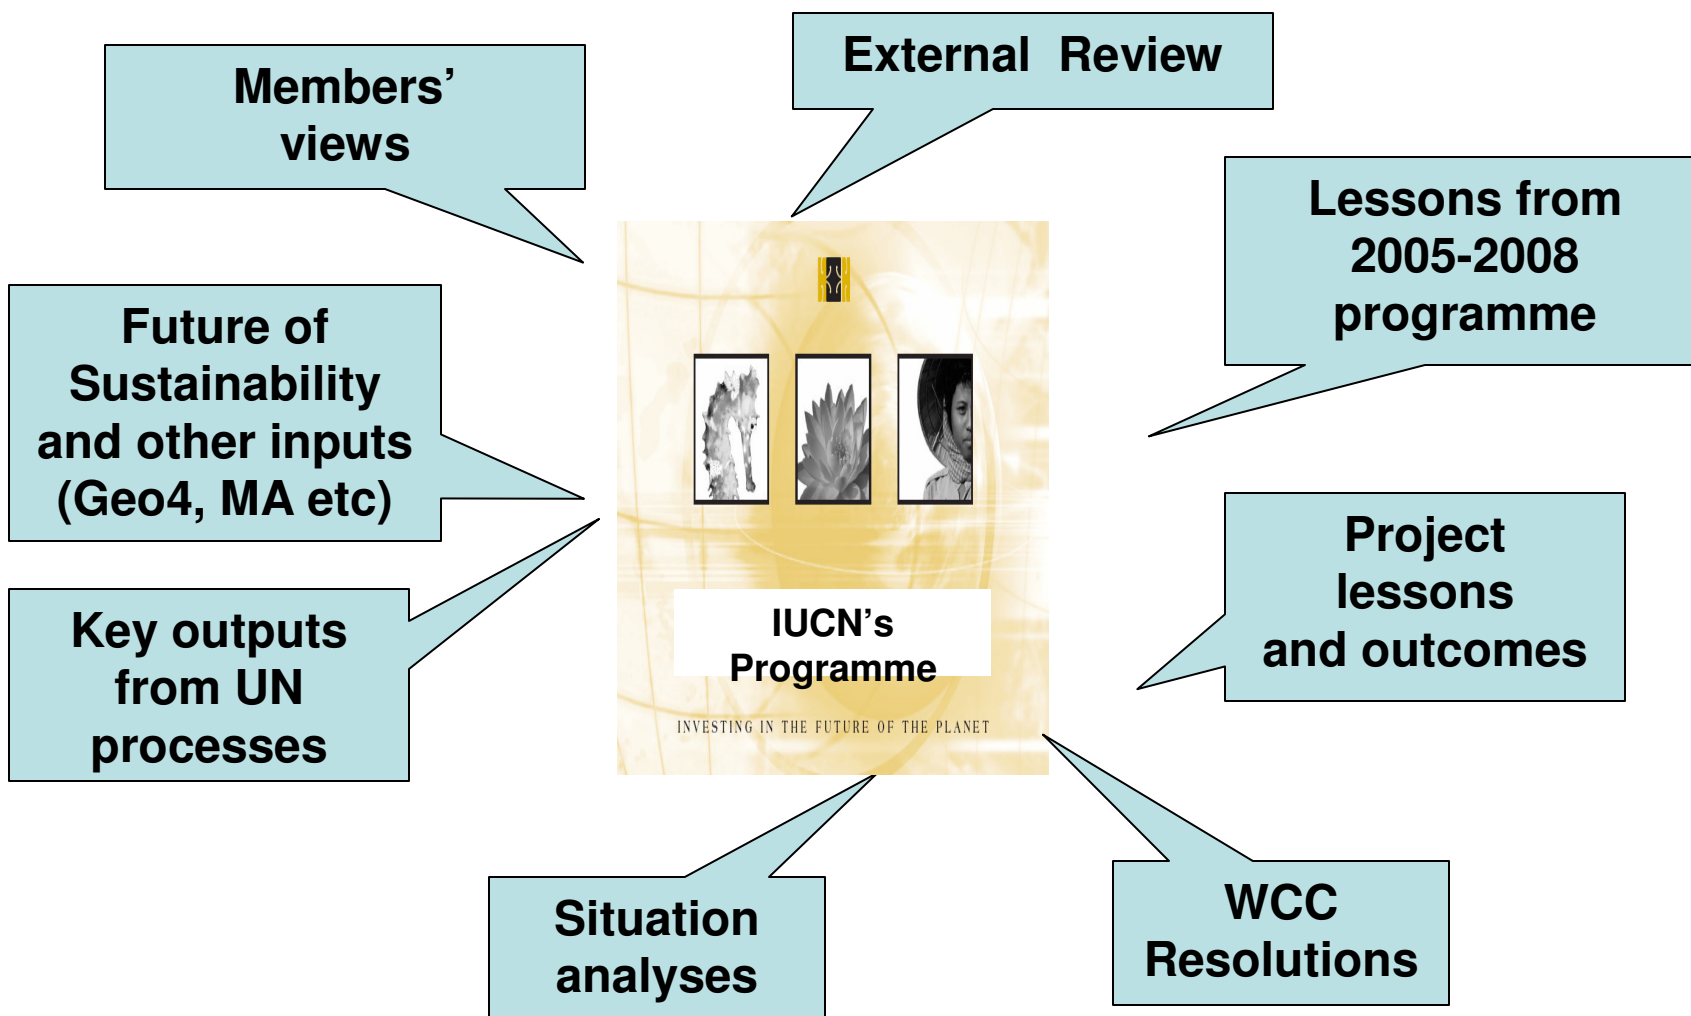 External Review
Members’
views
Lessons from
2005-2008
programme
Future of
Sustainability
and other inputs
(Geo4, MA etc)
Project
lessons
and outcomes
Key outputs
from UN
processes
IUCN’s
Programme
INVESTING IN THE FUTURE OF THE PLANET
Situation
analyses
WCC
Resolutions